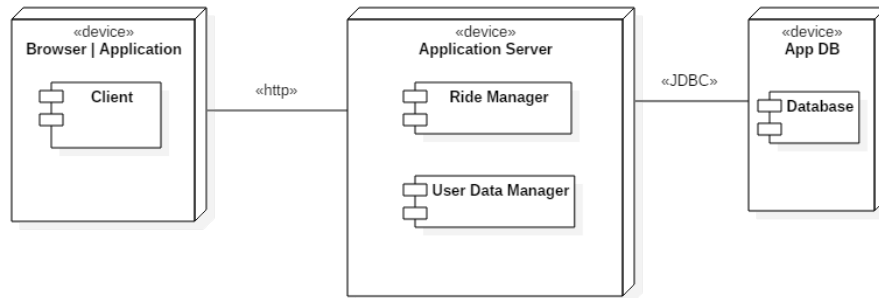 «device»
Browser | Application
Client
«http»
«device»
Application Server
Ride Manager
User Data Manager
«JDBC»
«device»
App DB
Database